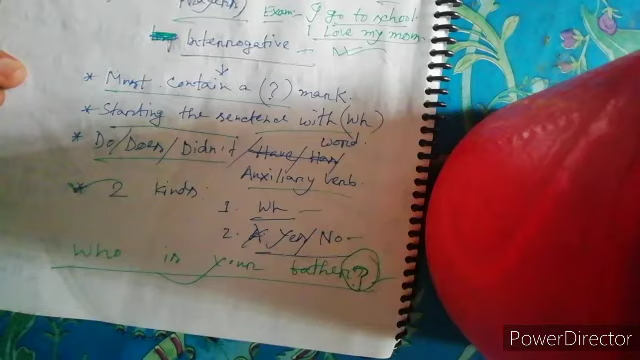 Prayers) Exam:- I go to school.
I Love my mom.
Interrogative -
* Must contain a (?) mark.
* Starting the sentence with (Wh)
word.
* Do/Does/Didn't /Have/Has/
Auxiliary verb.
* 2 kinds:
1. Wh -
2. Yes/No -
Who is your father?
PowerDirector